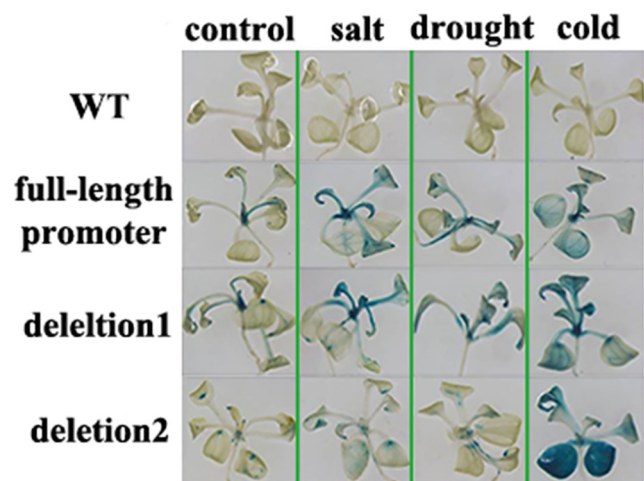 control salt drought cold
WT
full-length
promoter
deleltion1
deletion2